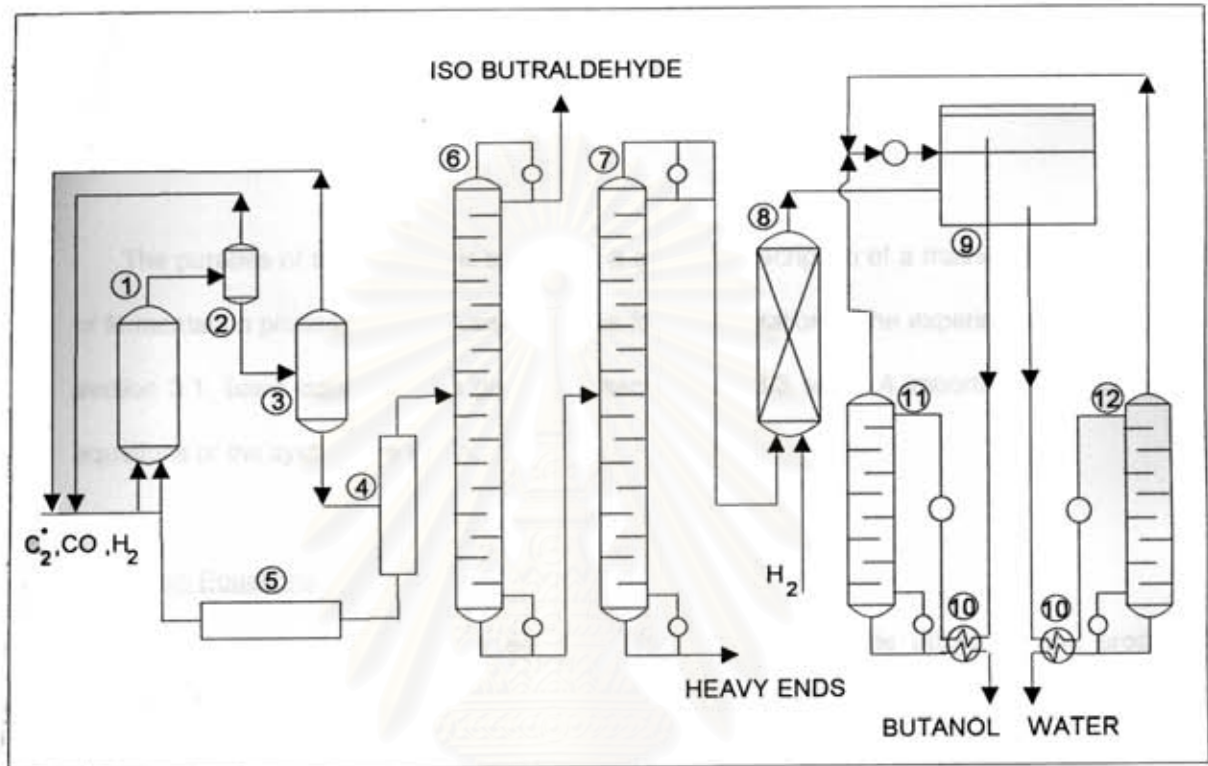 ISO BUTRALDEHYDE
⑥
⑦
①
②
③
④
⑤
⑧
⑨
⑪
⑫
C₂*,CO ,H₂
H₂
⑩
⑩
HEAVY ENDS
BUTANOL
WATER